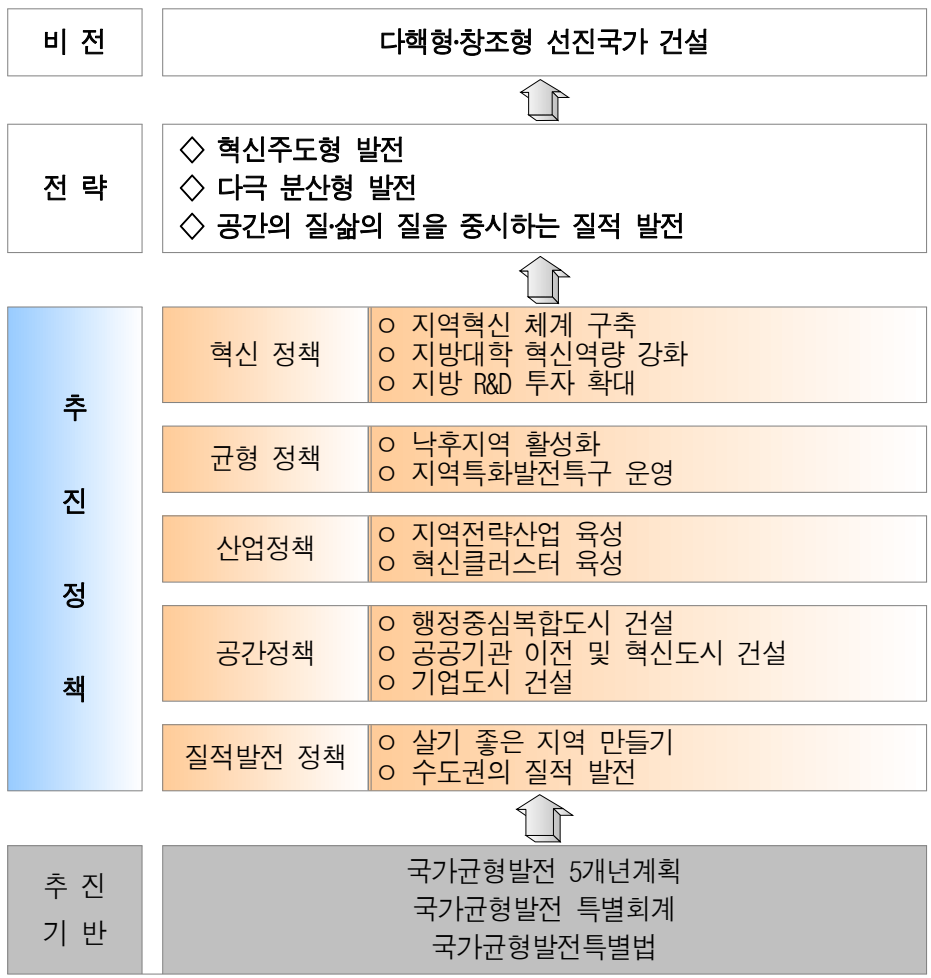 비 전
다핵형·창조형 선진국가 건설
전 략
◇ 혁신주도형 발전
◇ 다극 분산형 발전
◇ 공간의 질·삶의 질을 중시하는 질적 발전
추
진
정
책
혁신 정책
ㅇ 지역혁신 체계 구축
ㅇ 지방대학 혁신역량 강화
ㅇ 지방 R&D 투자 확대
균형 정책
ㅇ 낙후지역 활성화
ㅇ 지역특화발전특구 운영
산업정책
ㅇ 지역전략산업 육성
ㅇ 혁신클러스터 육성
공간정책
ㅇ 행정중심복합도시 건설
ㅇ 공공기관 이전 및 혁신도시 건설
ㅇ 기업도시 건설
질적발전 정책
ㅇ 살기 좋은 지역 만들기
ㅇ 수도권의 질적 발전
추 진
기 반
국가균형발전 5개년계획
국가균형발전 특별회계
국가균형발전특별법